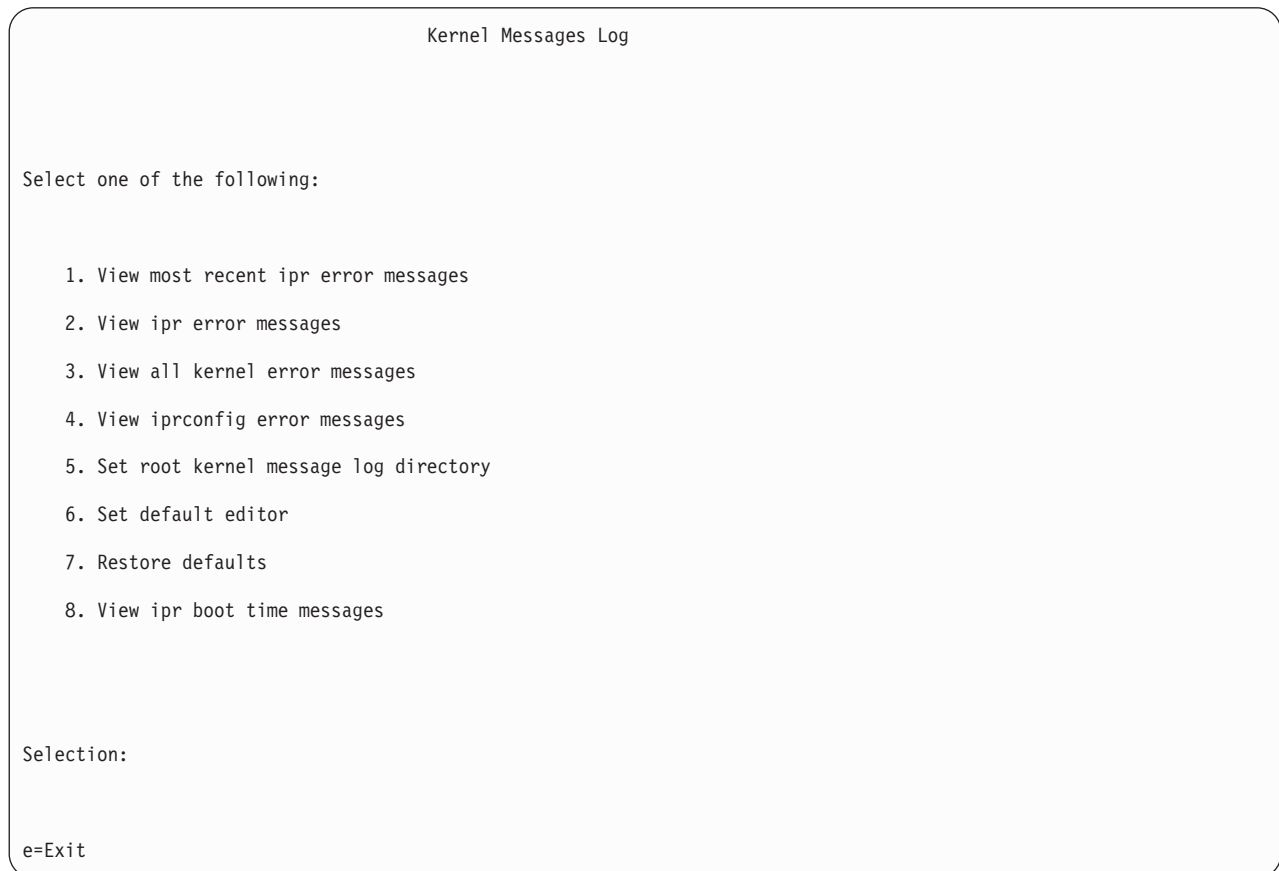 Kernel Messages Log
Select one of the following:
1. View most recent ipr error messages
2. View ipr error messages
3. View all kernel error messages
4. View iprconfig error messages
5. Set root kernel message log directory
6. Set default editor
7. Restore defaults
8. View ipr boot time messages
Selection:
e=Exit